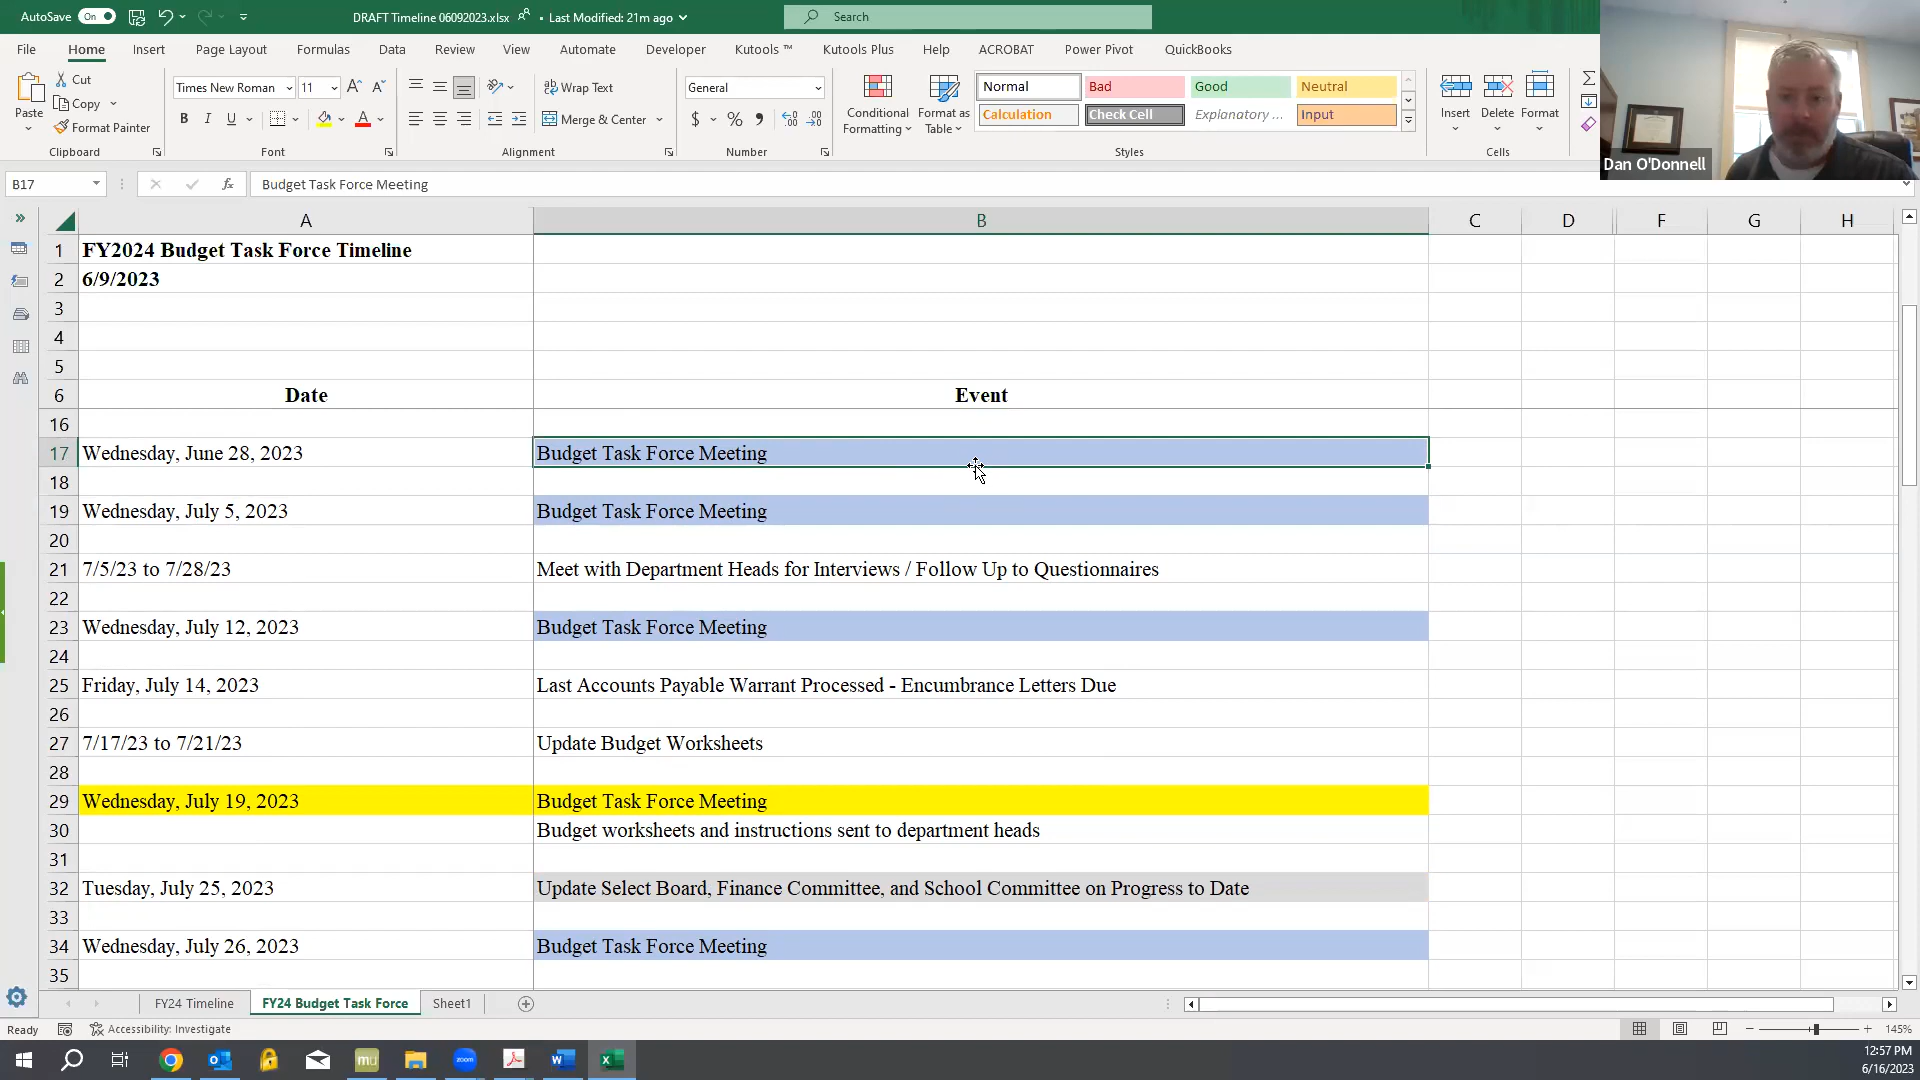 AutoSave On DRAFT Timeline 06092023.xlsx • Last Modified: 21m ago Search
File Home Insert Page Layout Formulas Data Review View Automate Developer Kutools ™ Kutools Plus Help ACROBAT Power Pivot QuickBooks
Paste Cut Copy Format Painter
Times New Roman 11
B I U
Wrap Text
Merge & Center
General
$ %
Conditional Formatting Format as Table
Normal Bad Good Neutral
Calculation Check Cell Explanatory ... Input
Insert Delete Format
Clipboard Font Alignment Number Styles Cells
Dan O'Donnell
B17 fx Budget Task Force Meeting
A B C D F G H
1 FY2024 Budget Task Force Timeline
2 6/9/2023
3
4
5
6 Date Event
16
17 Wednesday, June 28, 2023 Budget Task Force Meeting
18
19 Wednesday, July 5, 2023 Budget Task Force Meeting
20
21 7/5/23 to 7/28/23 Meet with Department Heads for Interviews / Follow Up to Questionnaires
22
23 Wednesday, July 12, 2023 Budget Task Force Meeting
24
25 Friday, July 14, 2023 Last Accounts Payable Warrant Processed - Encumbrance Letters Due
26
27 7/17/23 to 7/21/23 Update Budget Worksheets
28
29 Wednesday, July 19, 2023 Budget Task Force Meeting
30 Budget worksheets and instructions sent to department heads
31
32 Tuesday, July 25, 2023 Update Select Board, Finance Committee, and School Committee on Progress to Date
33
34 Wednesday, July 26, 2023 Budget Task Force Meeting
35
FY24 Timeline FY24 Budget Task Force Sheet1
Ready Accessibility: Investigate 145%
mu zoom
12:57 PM
6/16/2023